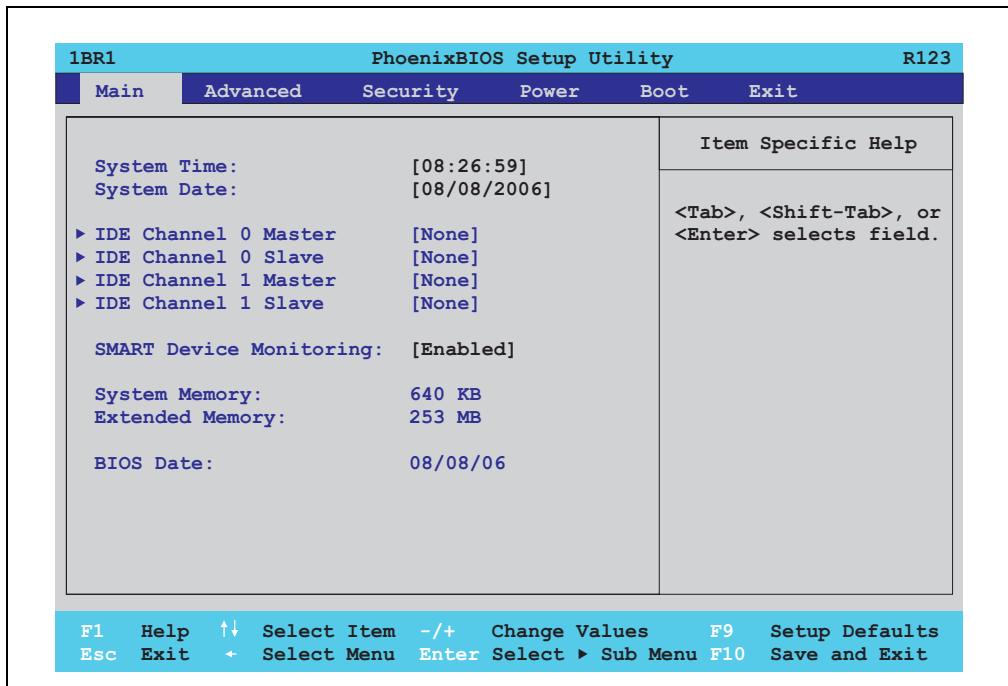 1BR1 PhoenixBIOS Setup Utility R123
Main Advanced Security Power Boot Exit
Item Specific Help
System Time: [08:26:59]
System Date: [08/08/2006]
<Tab>, <Shift-Tab>, or
<Enter> selects field.
▶ IDE Channel 0 Master [None]
▶ IDE Channel 0 Slave [None]
▶ IDE Channel 1 Master [None]
▶ IDE Channel 1 Slave [None]
SMART Device Monitoring: [Enabled]
System Memory: 640 KB
Extended Memory: 253 MB
BIOS Date: 08/08/06
F1 Help ↑↓ Select Item -/+ Change Values F9 Setup Defaults
Esc Exit ← Select Menu Enter Select ▶ Sub Menu F10 Save and Exit